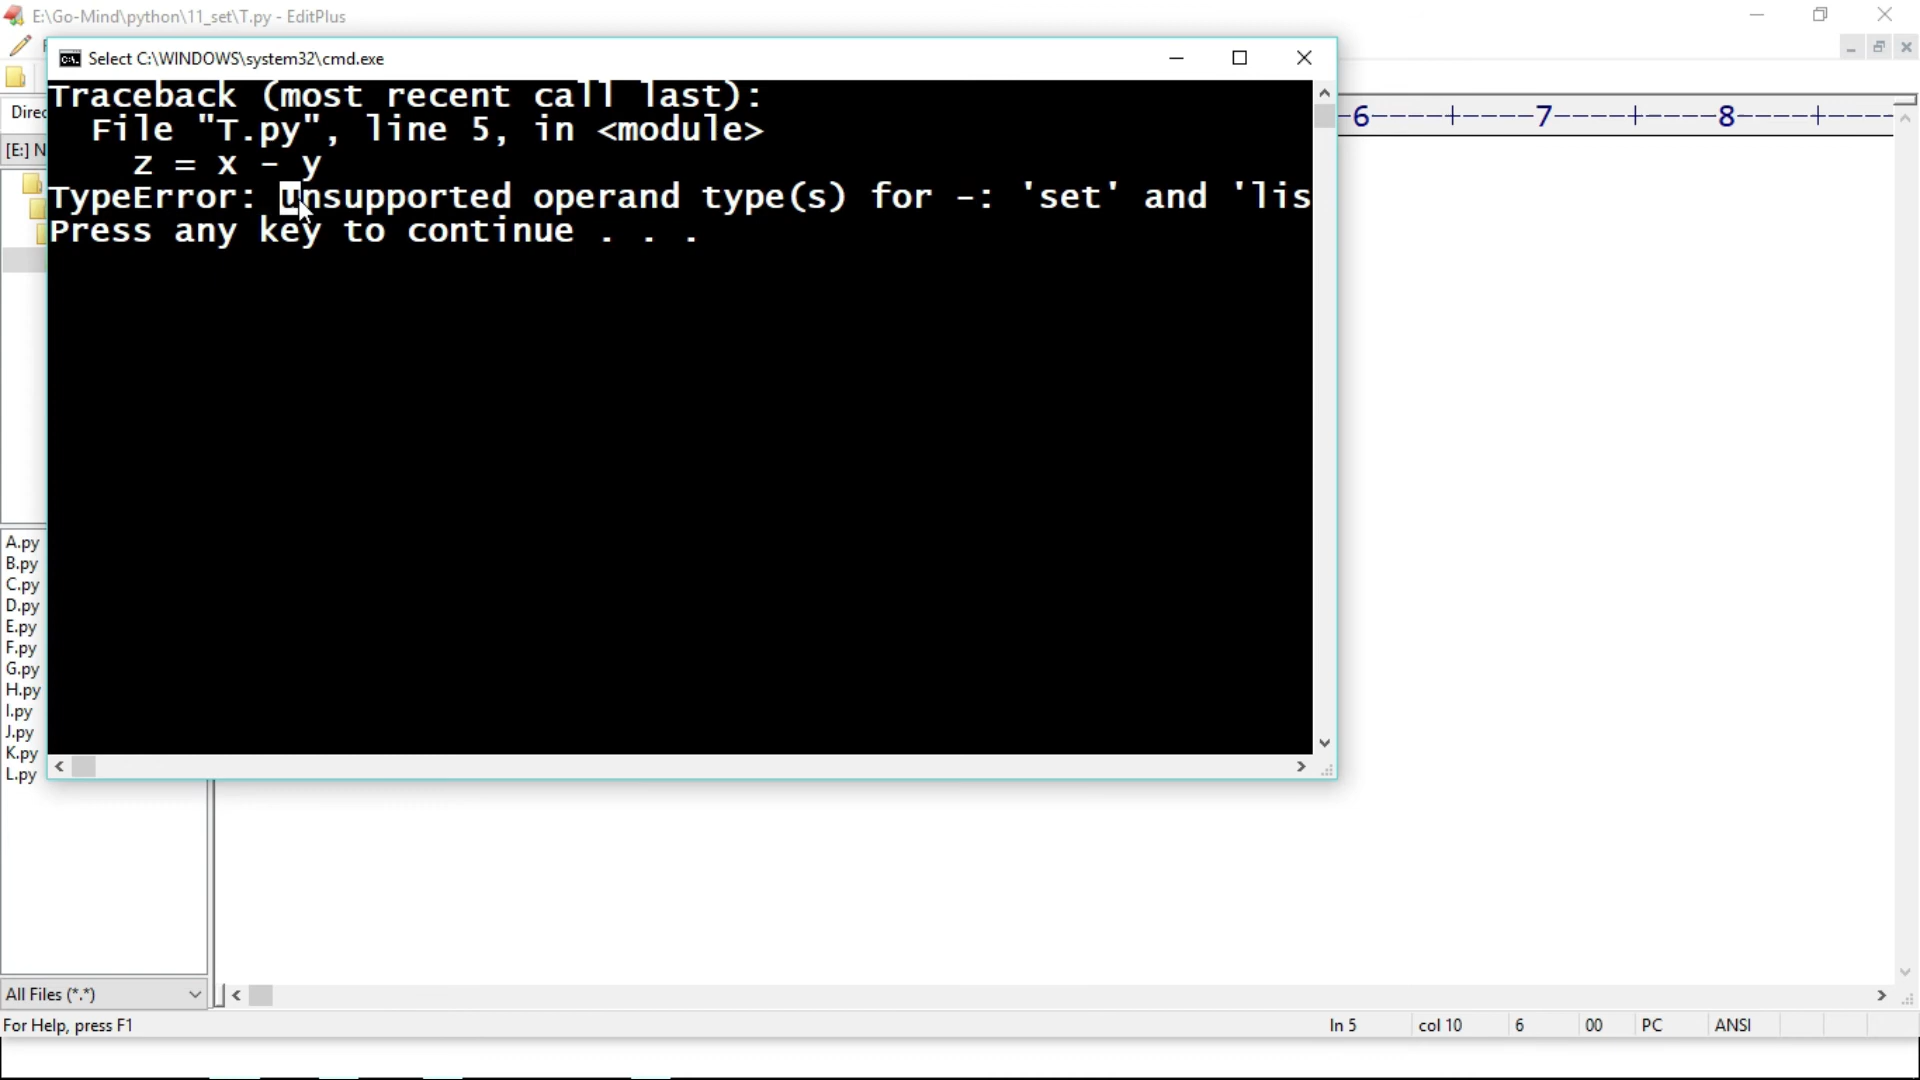 E:\Go-Mind\python\11_set\T.py - EditPlus
Select C:\WINDOWS\system32\cmd.exe
Traceback (most recent call last):
File "T.py", line 5, in <module>
z = x - y
TypeError: unsupported operand type(s) for -: 'set' and 'lis
Press any key to continue . . .
Direc
[E:] N
-6----+----7----+----8----+----
A.py
B.py
C.py
D.py
E.py
F.py
G.py
H.py
I.py
J.py
K.py
L.py
All Files (*.*)
For Help, press F1
ln 5
col 10
6
00
PC
ANSI